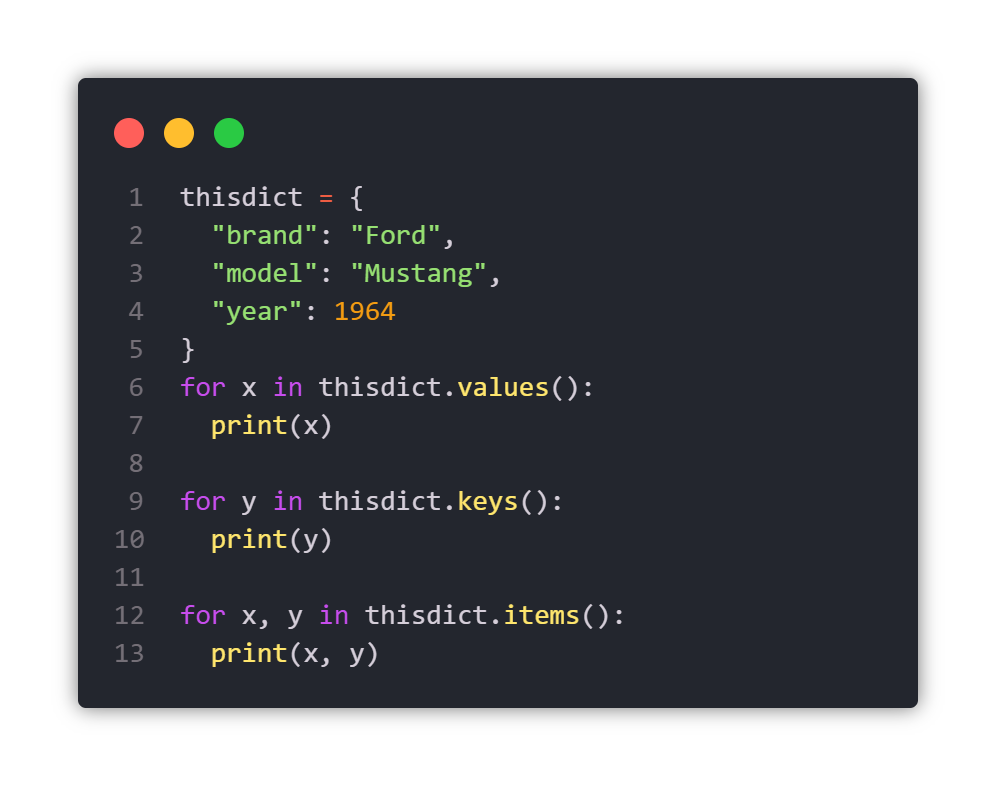 1 thisdict = {
2   "brand": "Ford",
3   "model": "Mustang",
4   "year": 1964
5 }
6 for x in thisdict.values():
7   print(x)
8
9 for y in thisdict.keys():
10   print(y)
11
12 for x, y in thisdict.items():
13   print(x, y)